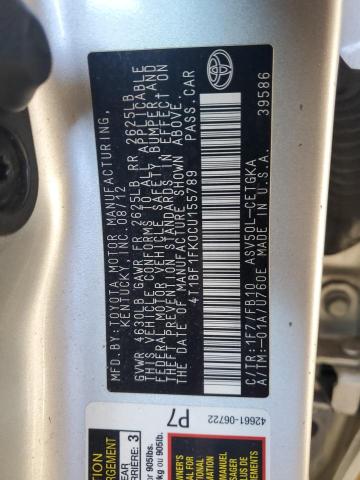 MFD.BY:TOYOTA MOTOR MANUFACTURING,
KENTUCKY, INC. 08/12
GVWR 4630LB GAWR FR 2625LB RR 2625LB
THIS VEHICLE CONFORMS TO ALL APPLICABLE
FEDERAL MOTOR VEHICLE SAFETY, BUMPER AND
THEFT PREVENTION STANDARDS IN EFFECT ON
THE DATE OF MANUFACTURE SHOWN ABOVE.
4T1BF1FK0CU155789 PASS.CAR
C/TR:1F7/FB10 ASV50L-CETGKA
A/TM:-01A/U760E MADE IN U.S.A. 39586
42661-06722
P7
REAR
ARRIÈRE: 3